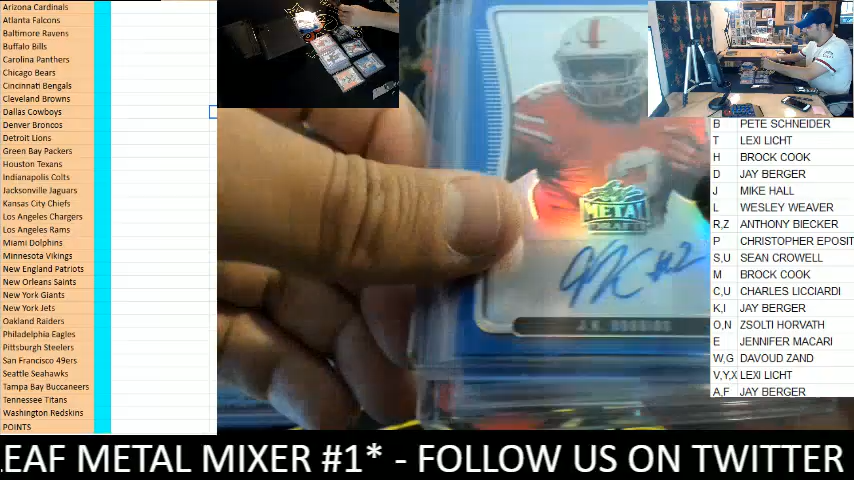 Arizona Cardinals
Atlanta Falcons
Baltimore Ravens
Buffalo Bills
Carolina Panthers
Chicago Bears
Cincinnati Bengals
Cleveland Browns
Dallas Cowboys
Denver Broncos
Detroit Lions
Green Bay Packers
Houston Texans
Indianapolis Colts
Jacksonville Jaguars
Kansas City Chiefs
Los Angeles Chargers
Los Angeles Rams
Miami Dolphins
Minnesota Vikings
New England Patriots
New Orleans Saints
New York Giants
New York Jets
Oakland Raiders
Philadelphia Eagles
Pittsburgh Steelers
San Francisco 49ers
Seattle Seahawks
Tampa Bay Buccaneers
Tennessee Titans
Washington Redskins
POINTS
METAL
DRAFT
#2
J.K. DOBBINS
B PETE SCHNEIDER
T LEXI LICHT
H BROCK COOK
D JAY BERGER
J MIKE HALL
L WESLEY WEAVER
R,Z ANTHONY BIECKER
P CHRISTOPHER EPOSIT
S,U SEAN CROWELL
M BROCK COOK
C,U CHARLES LICCIARDI
K,I JAY BERGER
O,N ZSOLTI HORVATH
E JENNIFER MACARI
W,G DAVOUD ZAND
V,Y,X LEXI LICHT
A,F JAY BERGER
EAF METAL MIXER #1* - FOLLOW US ON TWITTER